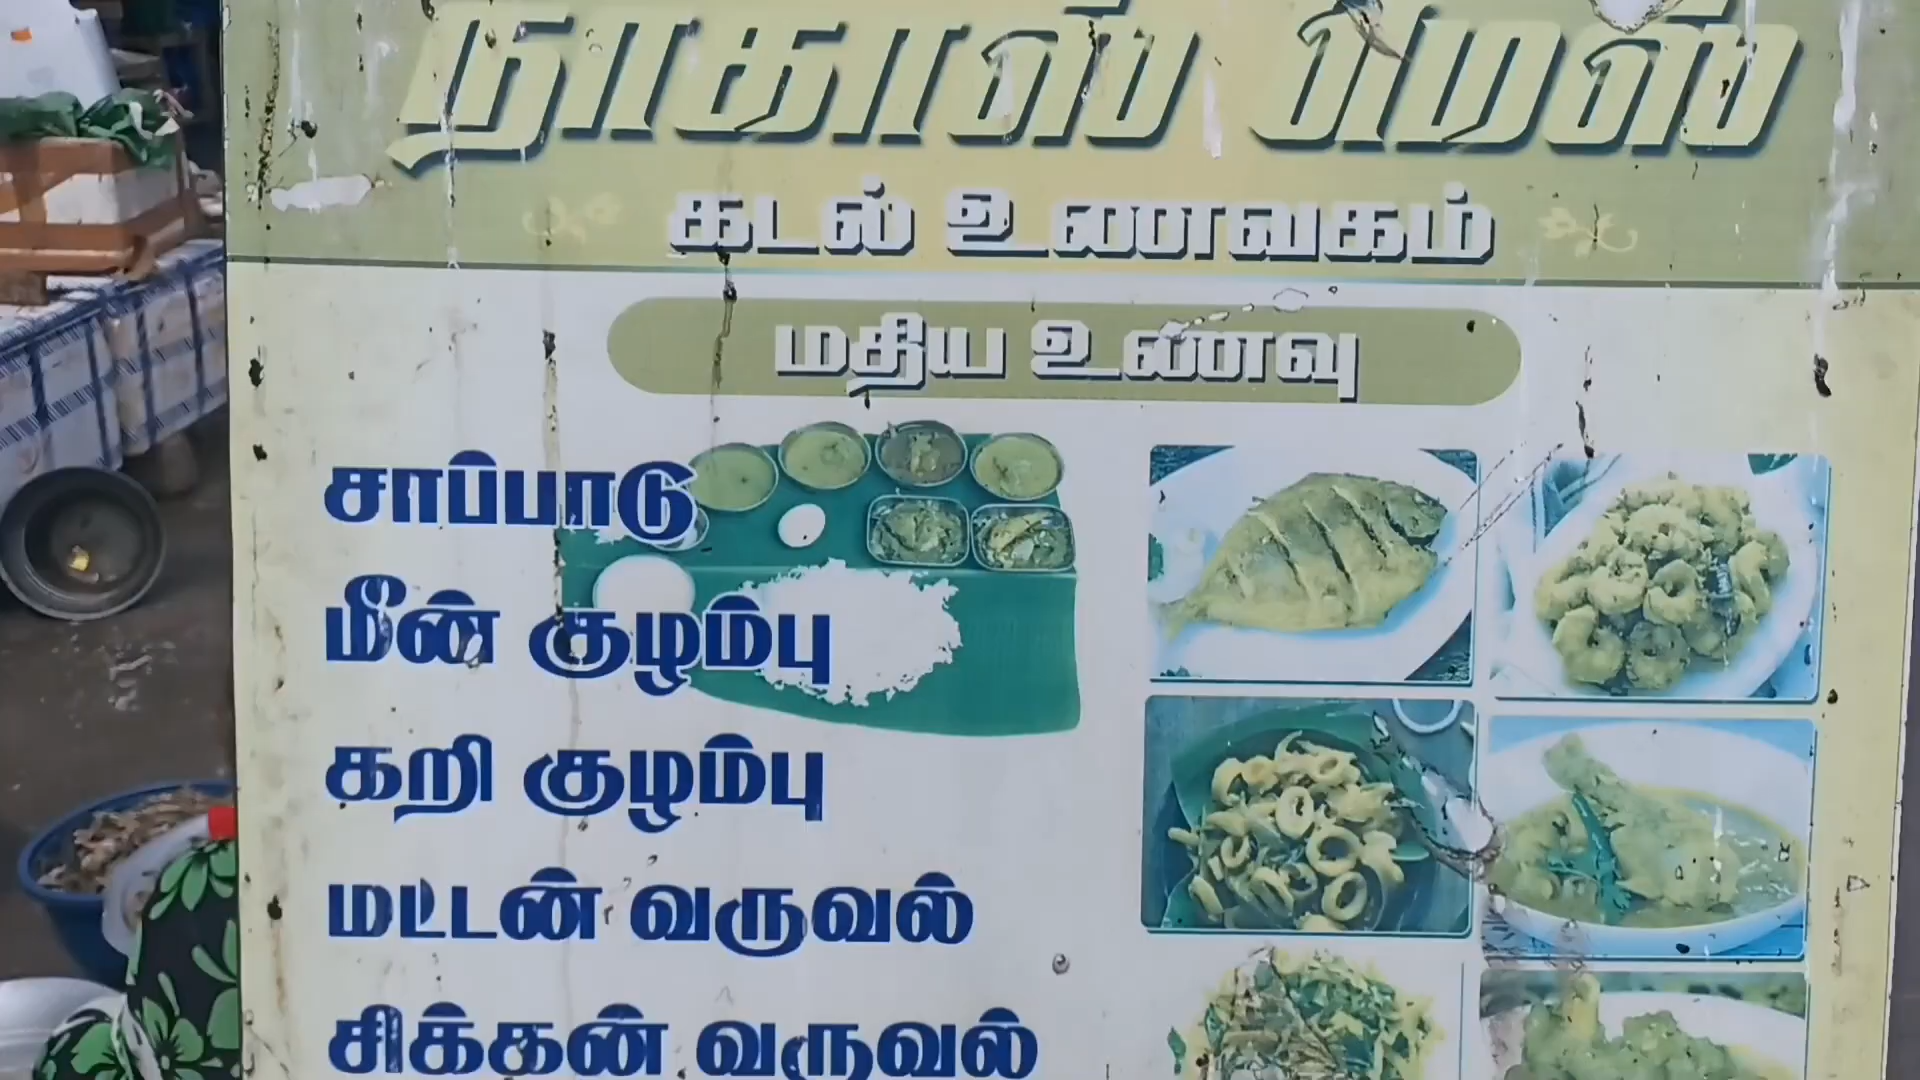 நாகாஸ் மெஸ்
கடல் உணவகம்
மதிய உணவு
சாப்பாடு
மீன் குழம்பு
கறி குழம்பு
மட்டன் வருவல்
சிக்கன் வருவல்